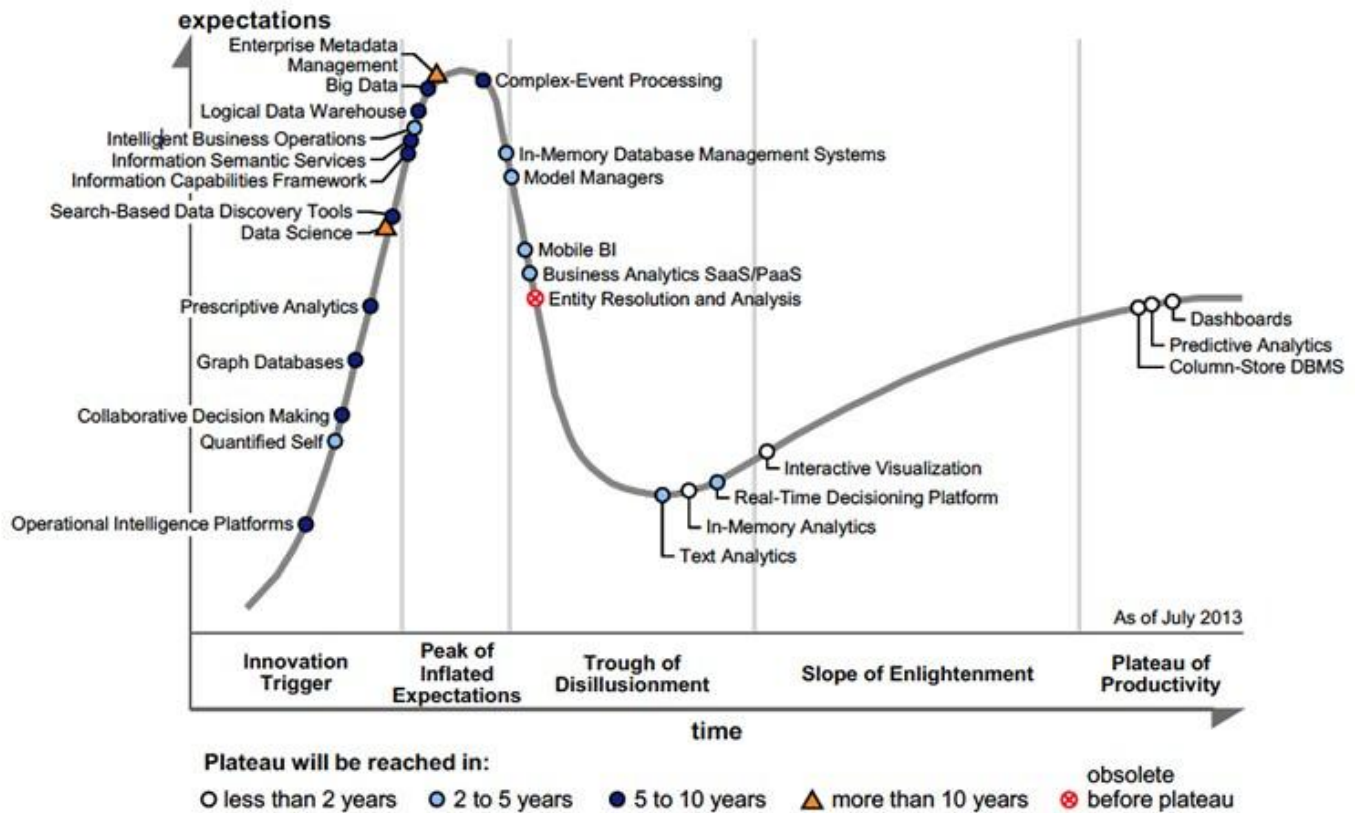 expectations
Enterprise Metadata
Management
Big Data
Logical Data Warehouse
Intelligent Business Operations
Information Semantic Services
Information Capabilities Framework
Search-Based Data Discovery Tools
Data Science
Prescriptive Analytics
Graph Databases
Collaborative Decision Making
Quantified Self
Operational Intelligence Platforms
Complex-Event Processing
In-Memory Database Management Systems
Model Managers
Mobile BI
Business Analytics SaaS/PaaS
Entity Resolution and Analysis
Text Analytics
In-Memory Analytics
Real-Time Decisioning Platform
Interactive Visualization
Dashboards
Predictive Analytics
Column-Store DBMS
As of July 2013
Innovation
Trigger
Peak of
Inflated
Expectations
Trough of
Disillusionment
Slope of Enlightenment
Plateau of
Productivity
time
Plateau will be reached in:
less than 2 years
2 to 5 years
5 to 10 years
more than 10 years
obsolete
before plateau